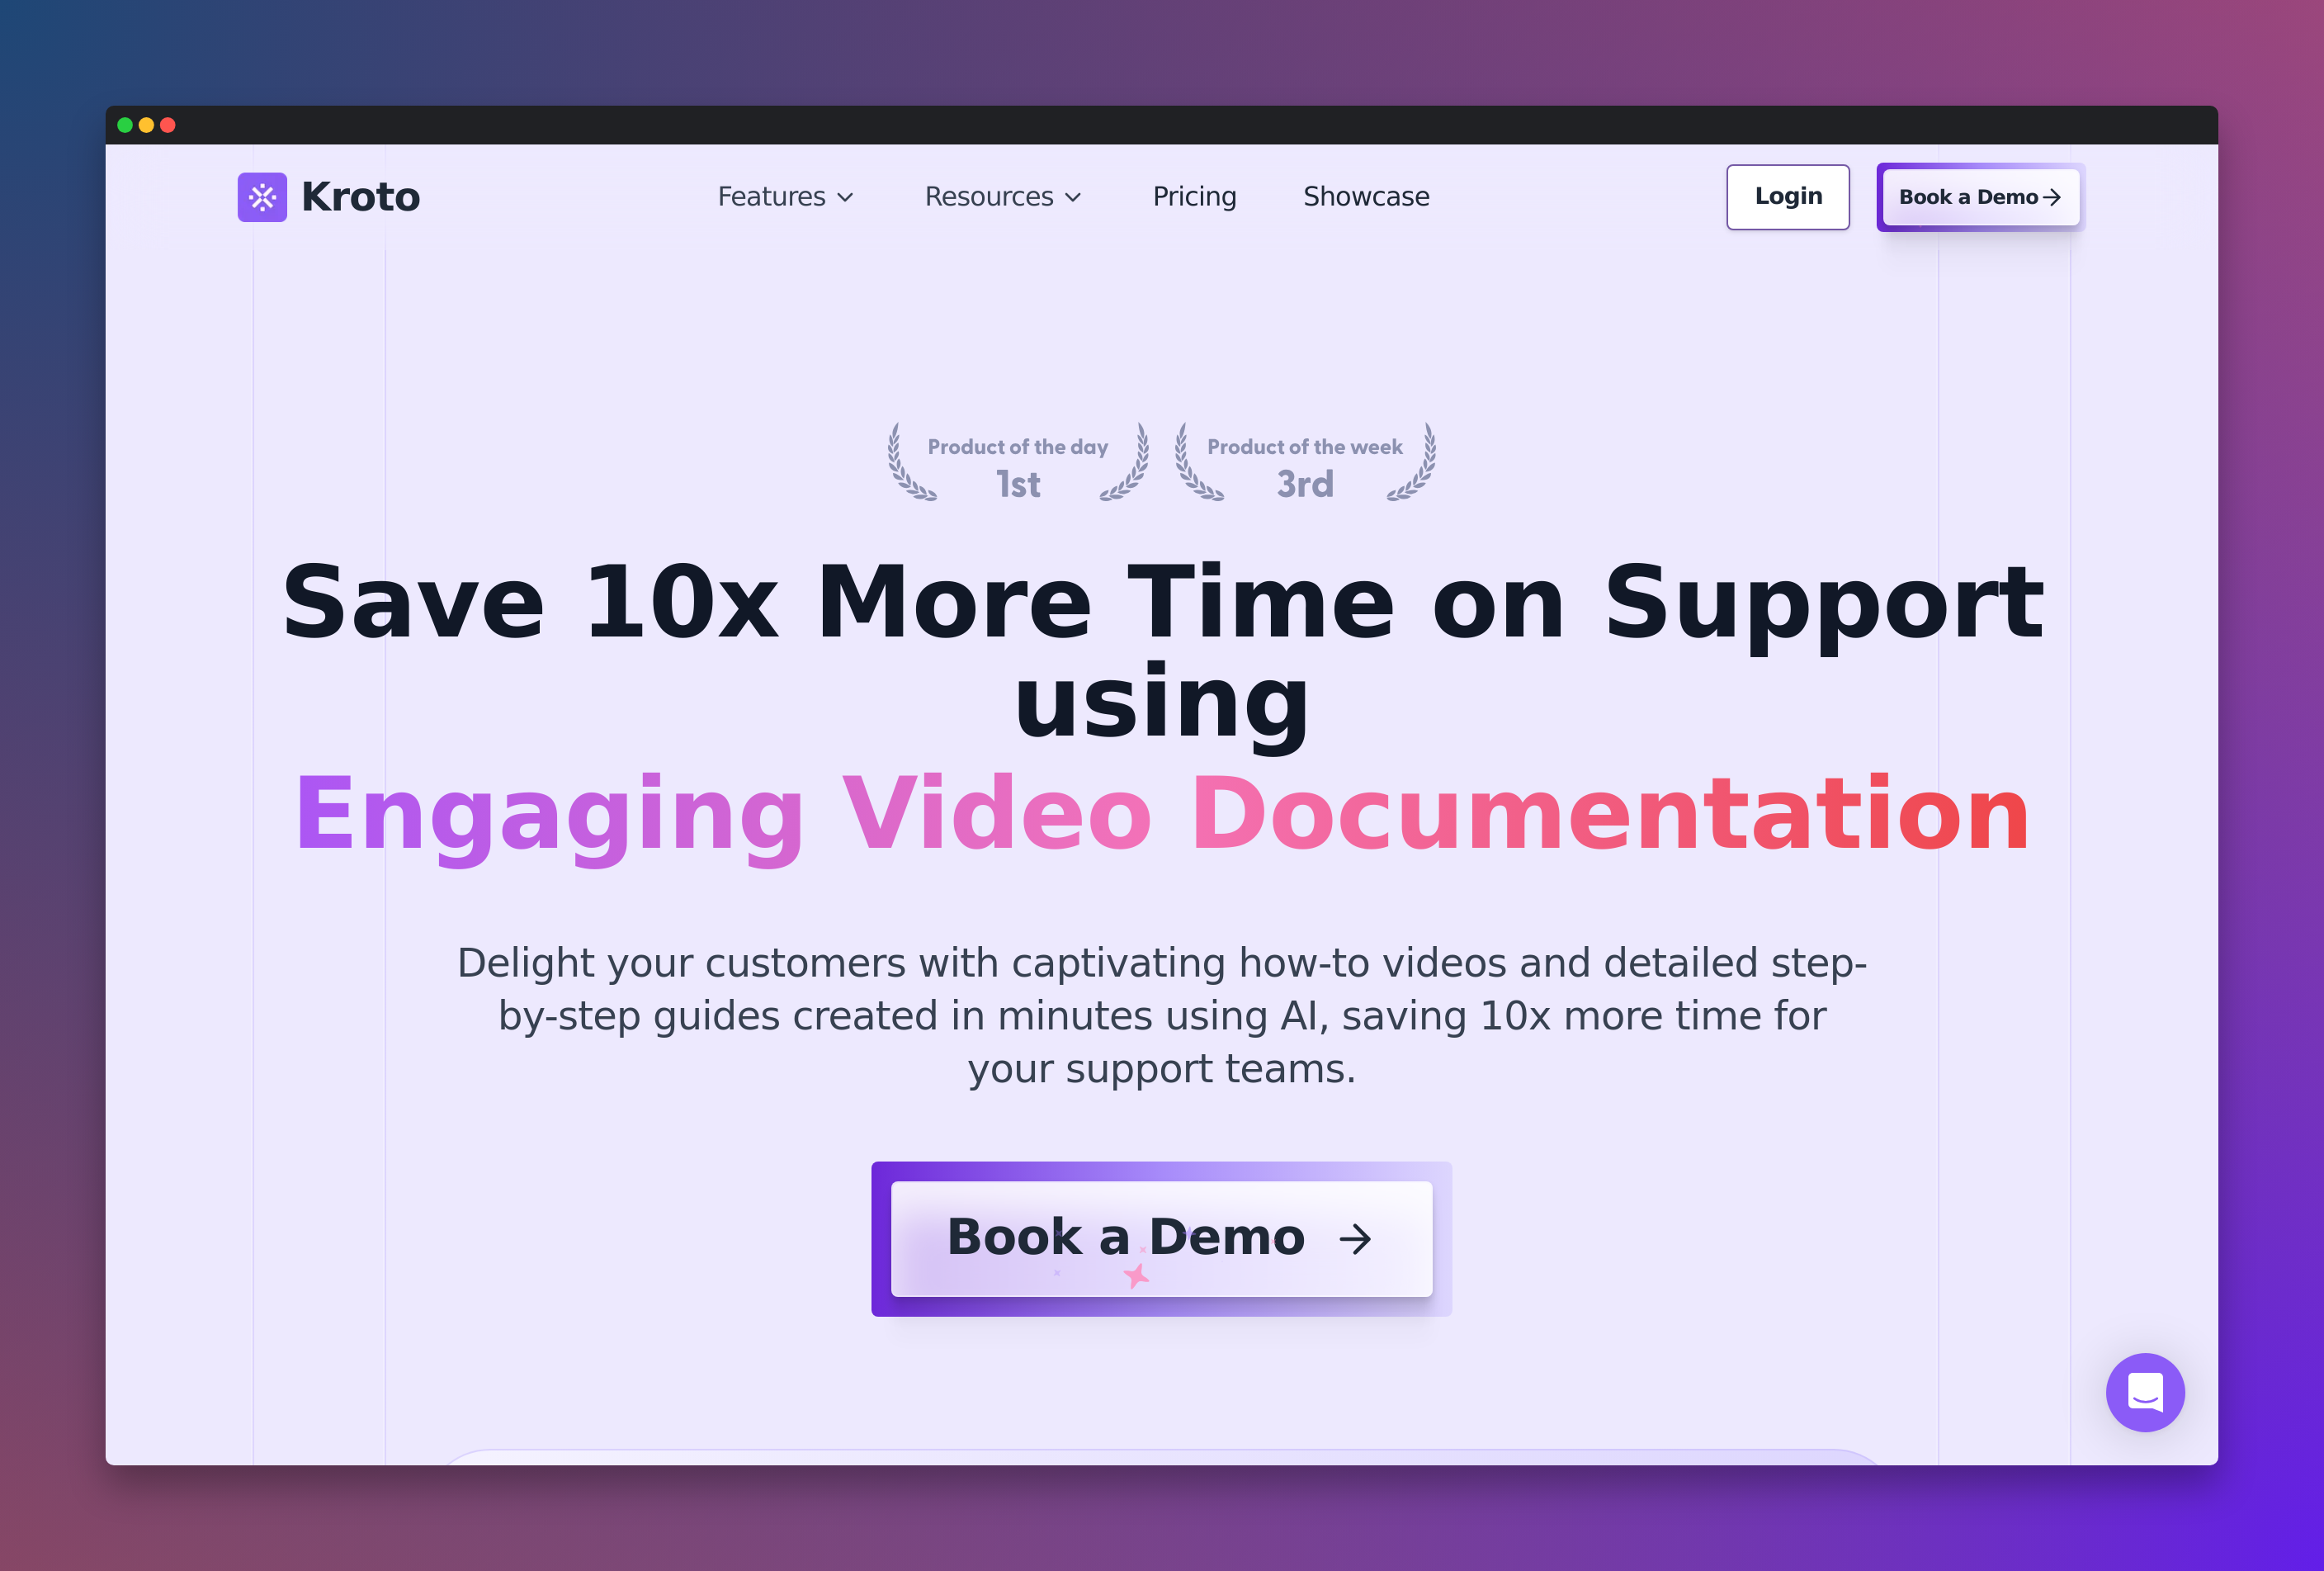 Kroto
Features
Resources
Pricing
Showcase
Login
Book a Demo
Product of the day
1st
Product of the week
3rd
Save 10x More Time on Support
using
Engaging Video Documentation
Delight your customers with captivating how-to videos and detailed step-
by-step guides created in minutes using AI, saving 10x more time for
your support teams.
Book a Demo